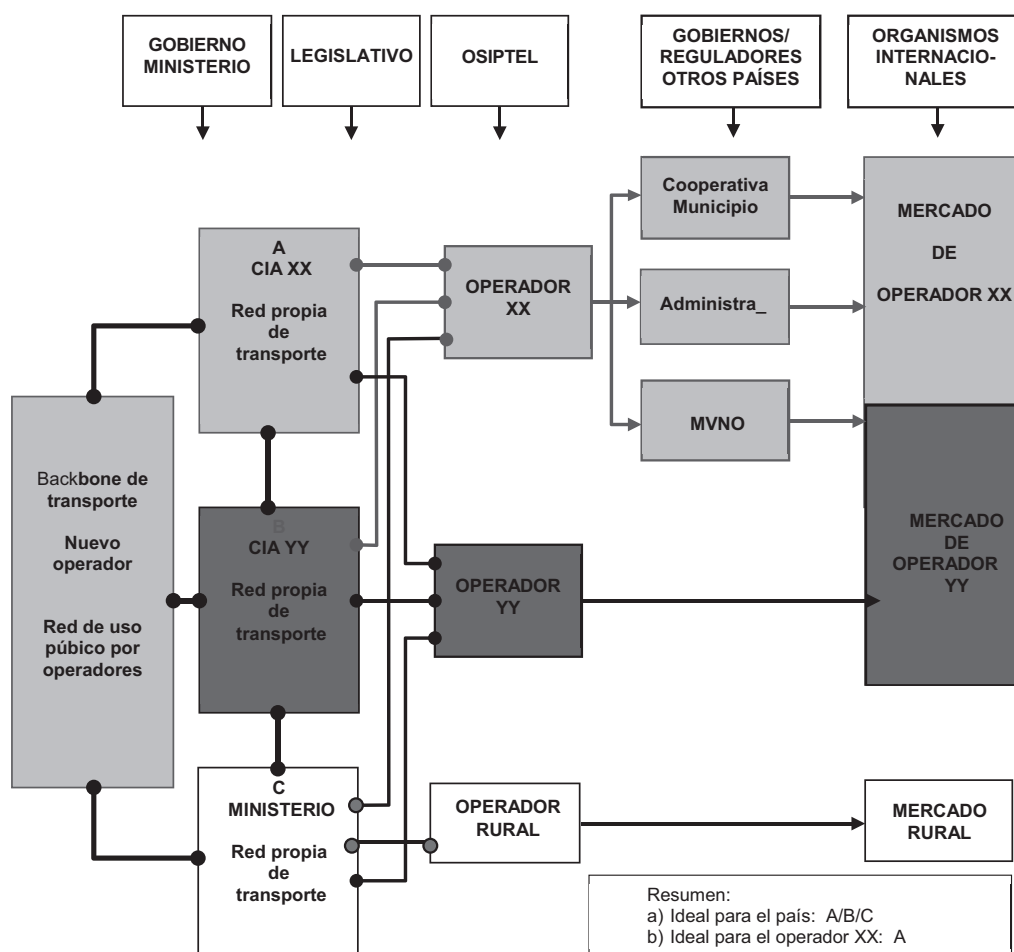 GOBIERNO
MINISTERIO
LEGISLATIVO
OSIPTEL
GOBIERNOS/
REGULADORES
OTROS PAÍSES
ORGANISMOS
INTERNACIO-
NALES
Cooperativa
Municipio
MERCADO
DE
OPERADOR XX
A
CIA XX
Red propia
de
transporte
OPERADOR
XX
Administra_
MVNO
Backbone de
transporte
Nuevo
operador
Red de uso
púbico por
operadores
B
CIA YY
Red propia
de
transporte
OPERADOR
YY
MERCADO
DE
OPERADOR
YY
C
MINISTERIO
Red propia
de
transporte
OPERADOR
RURAL
MERCADO
RURAL
Resumen:
a) Ideal para el país: A/B/C
b) Ideal para el operador XX: A